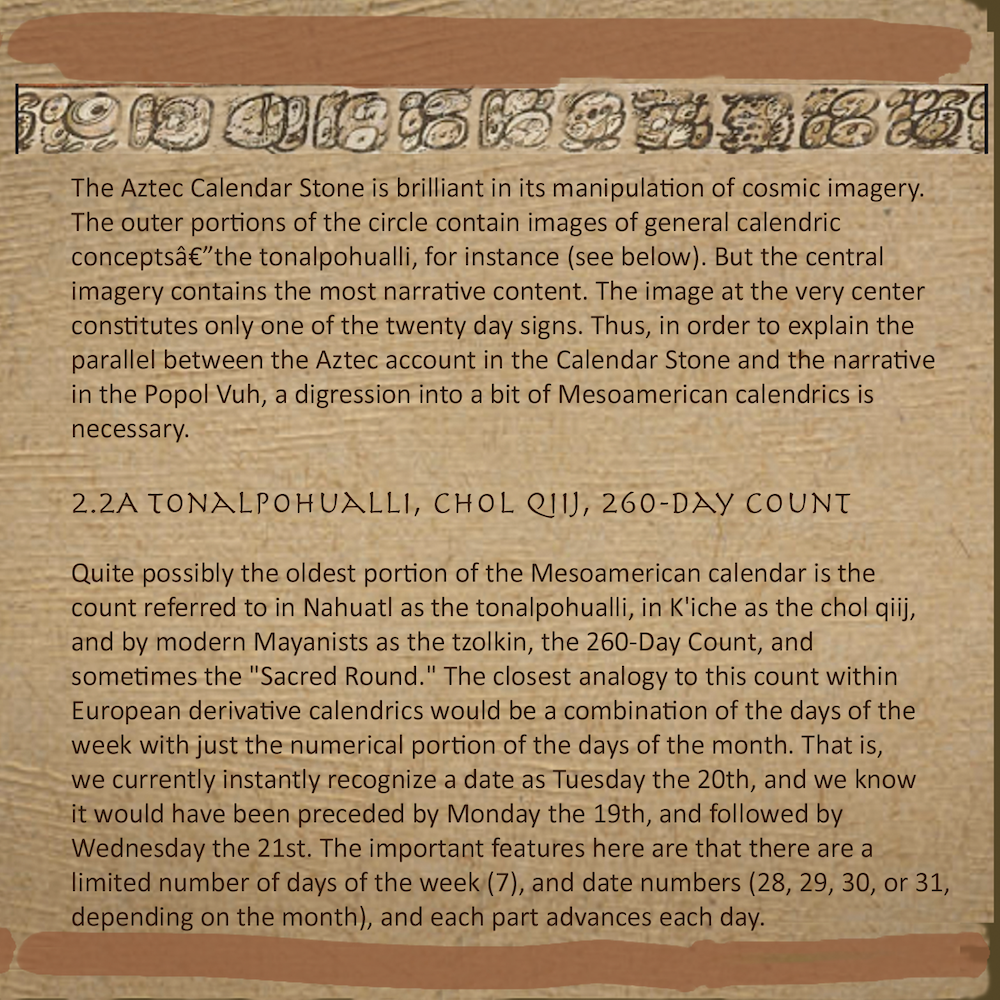 The Aztec Calendar Stone is brilliant in its manipulation of cosmic imagery.
The outer portions of the circle contain images of general calendric
conceptsâ€”the tonalpohualli, for instance (see below). But the central
imagery contains the most narrative content. The image at the very center
constitutes only one of the twenty day signs. Thus, in order to explain the
parallel between the Aztec account in the Calendar Stone and the narrative
in the Popol Vuh, a digression into a bit of Mesoamerican calendrics is
necessary.
2.2A TONALPOHUALLI, CHOL QIIJ, 260-DAY COUNT
Quite possibly the oldest portion of the Mesoamerican calendar is the
count referred to in Nahuatl as the tonalpohualli, in K'iche as the chol qiij,
and by modern Mayanists as the tzolkin, the 260-Day Count, and
sometimes the "Sacred Round." The closest analogy to this count within
European derivative calendrics would be a combination of the days of the
week with just the numerical portion of the days of the month. That is,
we currently instantly recognize a date as Tuesday the 20th, and we know
it would have been preceded by Monday the 19th, and followed by
Wednesday the 21st. The important features here are that there are a
limited number of days of the week (7), and date numbers (28, 29, 30, or 31,
depending on the month), and each part advances each day.